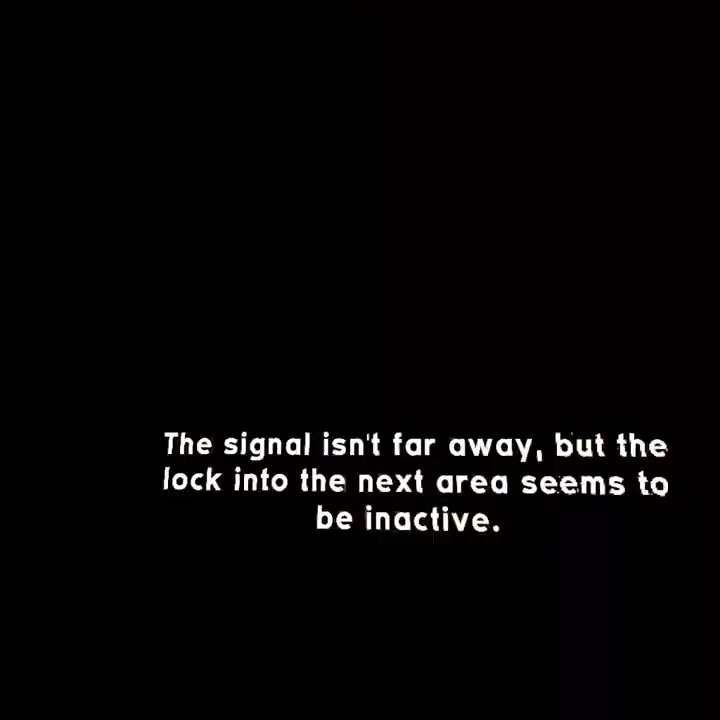 The signal isn't far away, but the
lock into the next area seems to
be inactive.